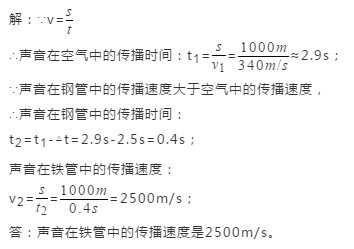 解：∵v=s/t
∴声音在空气中的传播时间：t₁=s/v₁=1000m/340m/s≈2.9s；
∵声音在钢管中的传播速度大于空气中的传播速度，
∴声音在钢管中的传播时间：
t₂=t₁-△t=2.9s-2.5s=0.4s；
声音在铁管中的传播速度：
v₂=s/t₂=1000m/0.4s=2500m/s；
答：声音在铁管中的传播速度是2500m/s。